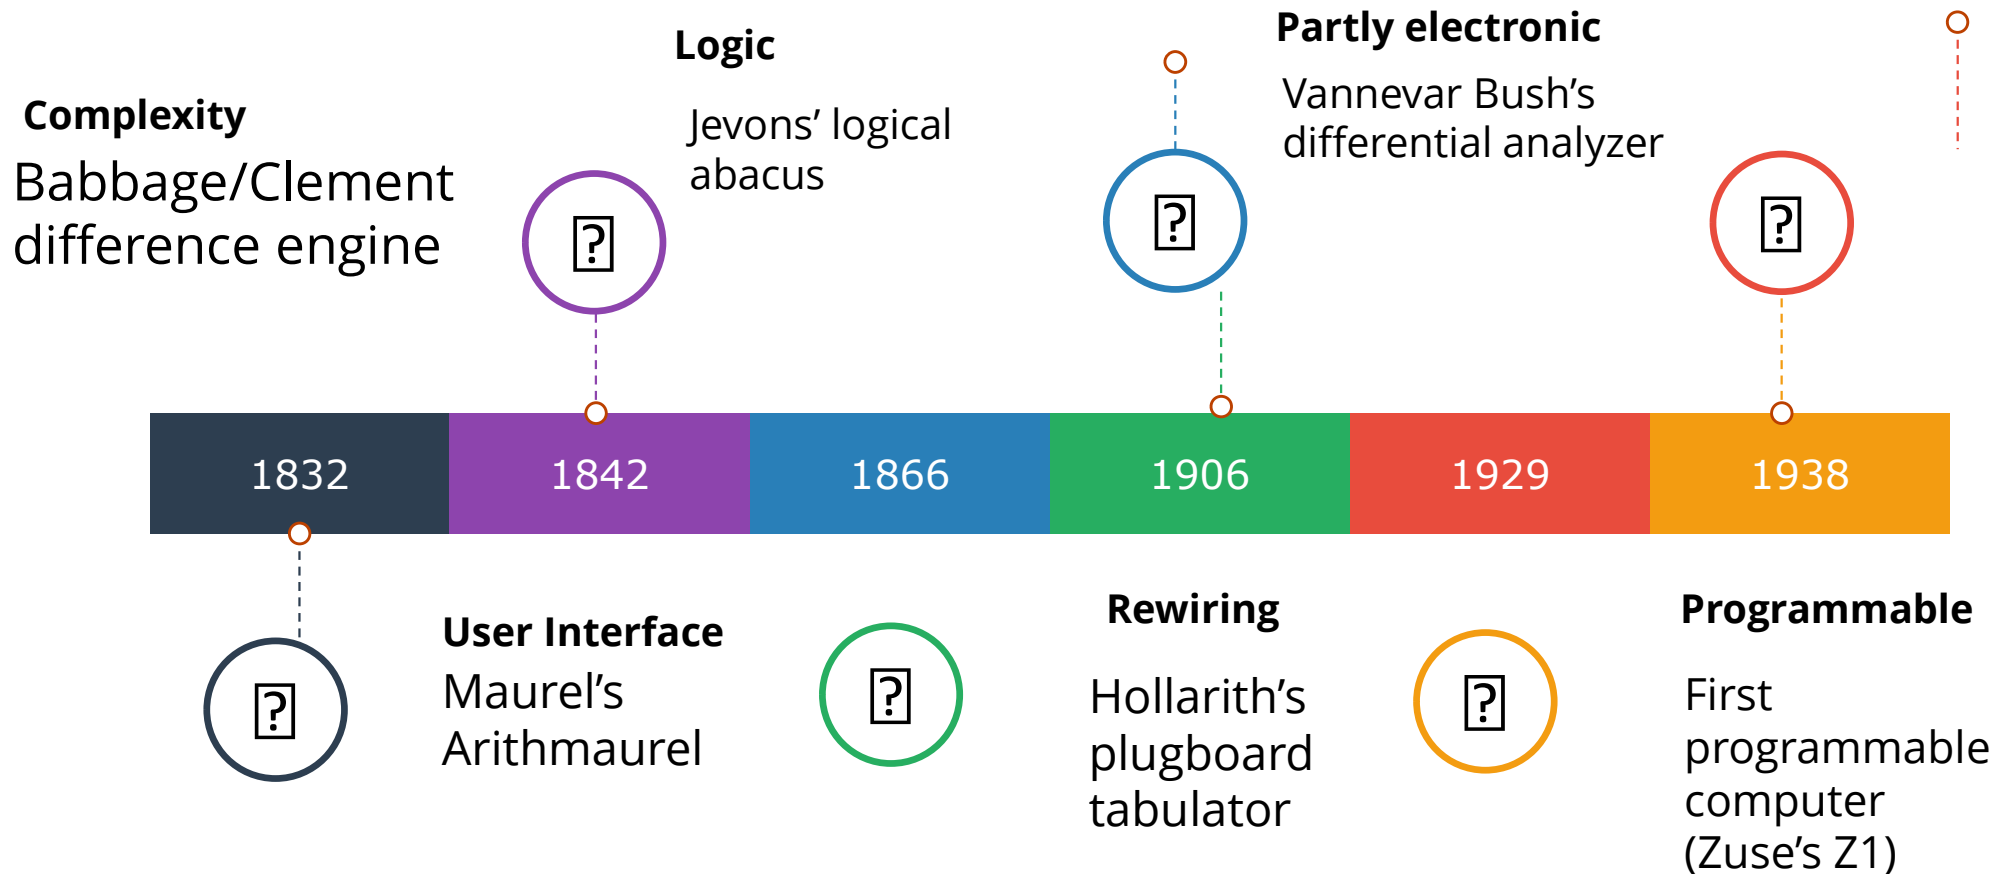 Complexity
Babbage/Clement
difference engine
Logic
Jevons’ logical
abacus
Partly electronic
Vannevar Bush’s
differential analyzer
1832
1842
1866
1906
1929
1938
User Interface
Maurel’s
Arithmaurel
Rewiring
Hollarith’s
plugboard
tabulator
Programmable
First
programmable
computer
(Zuse’s Z1)